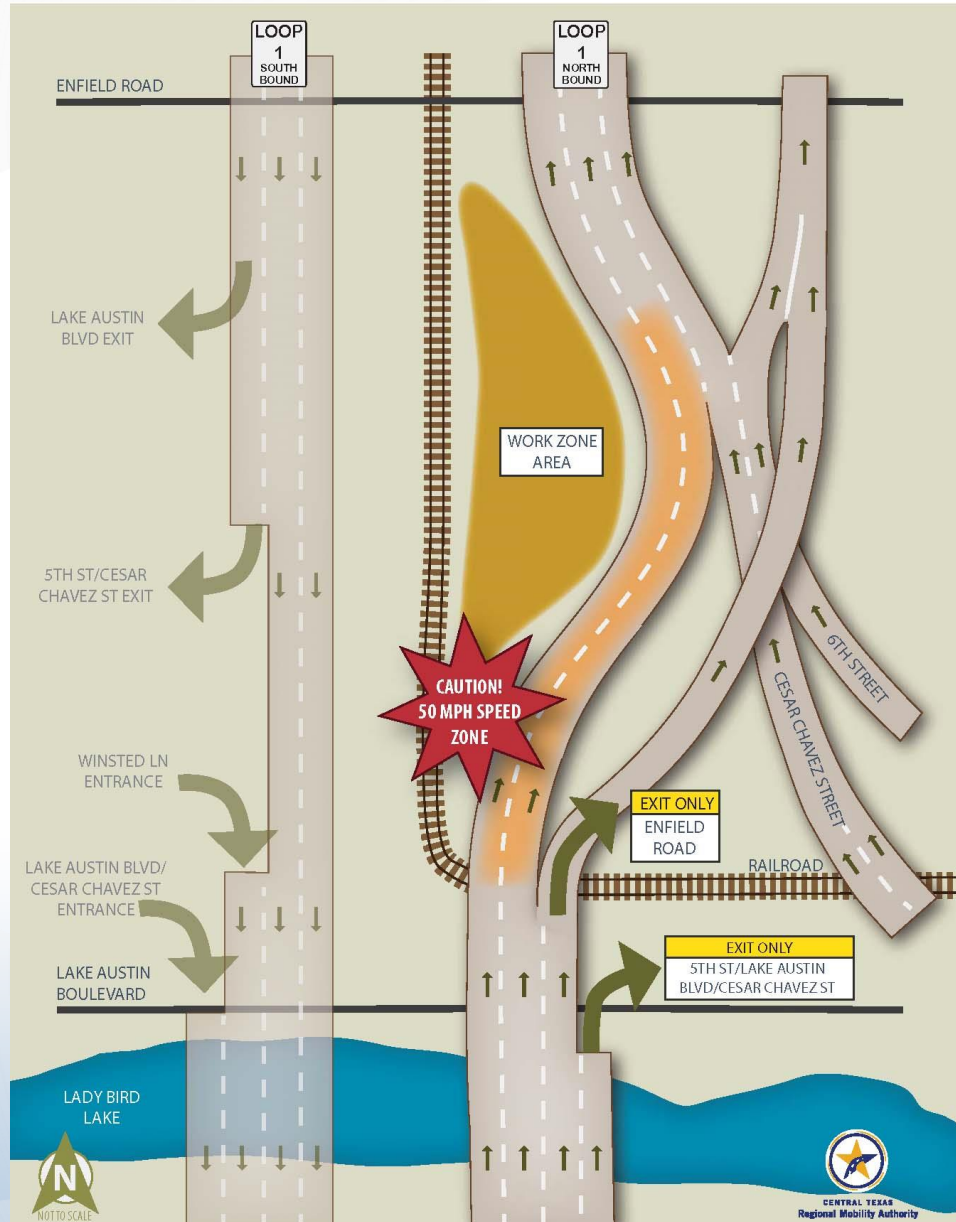 LOOP
1
SOUTH
BOUND
LOOP
1
NORTH
BOUND
ENFIELD ROAD
LAKE AUSTIN
BLVD EXIT
WORK ZONE
AREA
5TH ST/CESAR
CHAVEZ ST EXIT
6TH STREET
CESAR CHAVEZ STREET
CAUTION!
50 MPH SPEED
ZONE
WINSTED LN
ENTRANCE
EXIT ONLY
ENFIELD
ROAD
LAKE AUSTIN BLVD/
CESAR CHAVEZ ST
ENTRANCE
RAILROAD
EXIT ONLY
5TH ST/LAKE AUSTIN
BLVD/CESAR CHAVEZ ST
LAKE AUSTIN
BOULEVARD
LADY BIRD
LAKE
N
NOT TO SCALE
CENTRAL TEXAS
Regional Mobility Authority